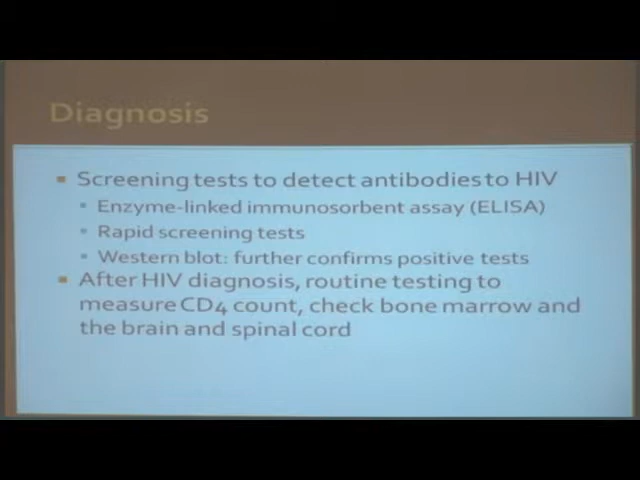 Diagnosis
Screening tests to detect antibodies to HIV
Enzyme-linked immunosorbent assay (ELISA)
Rapid screening tests
Western blot: further confirms positive tests
After HIV diagnosis, routine testing to
measure CD4 count, check bone marrow and
the brain and spinal cord